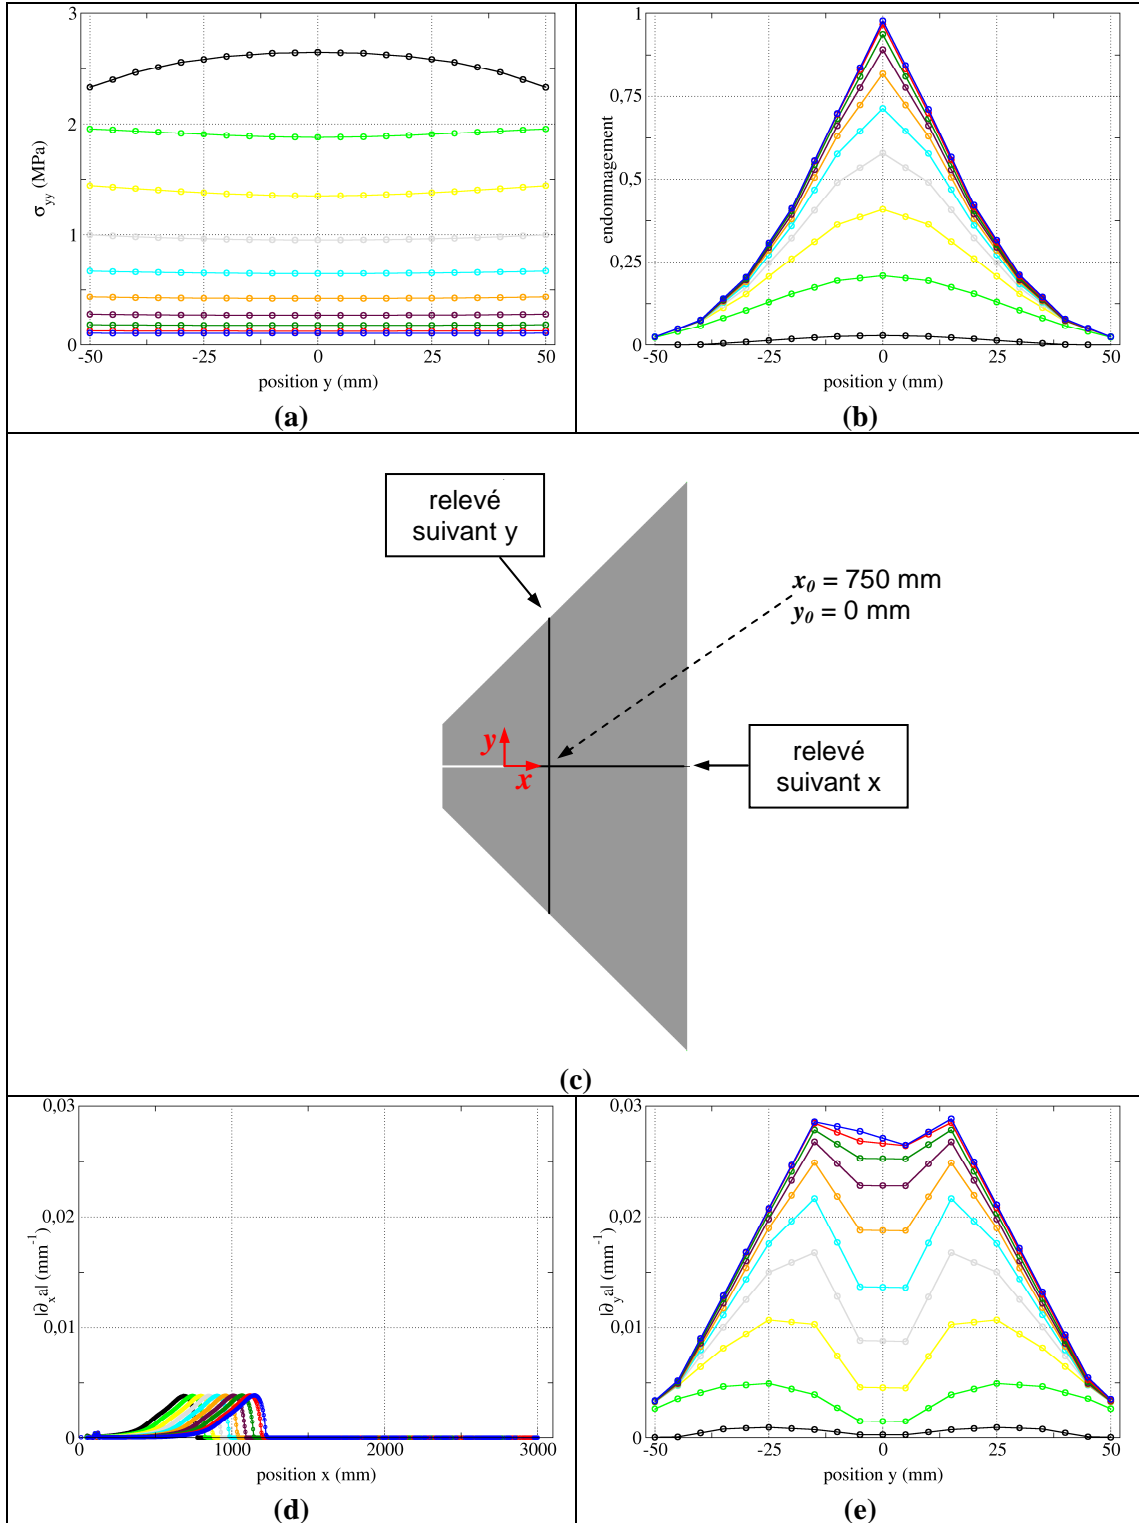 3
2
1
0
σyy (MPa)
-50
-25
0
25
50
position y (mm)
(a)
1
0,75
0,5
0,25
0
endommagement
-50
-25
0
25
50
position y (mm)
(b)
relevé
suivant y
x0 = 750 mm
y0 = 0 mm
y
x
relevé
suivant x
(c)
0,03
0,02
0,01
0
|∂xa| (mm-1)
0
1000
2000
3000
position x (mm)
(d)
0,03
0,02
0,01
0
|∂ya| (mm-1)
-50
-25
0
25
50
position y (mm)
(e)